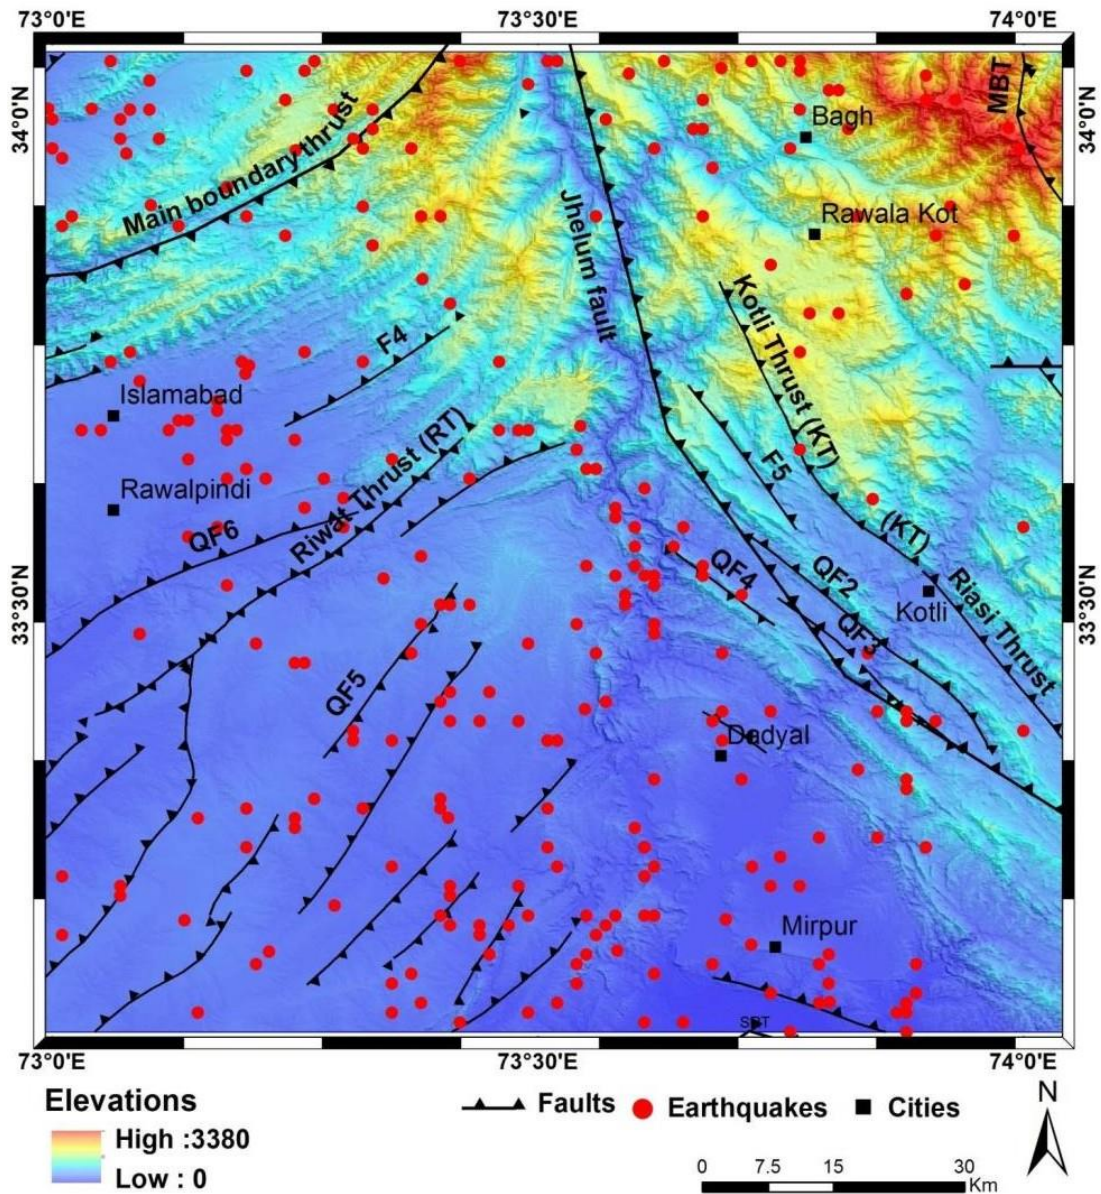 73°0'E 73°30'E 74°0'E
34°0'N
34°0'N
MBT
Bagh
Main boundary thrust
Jhelum fault
Rawala Kot
Kotli Thrust (KT)
F4
Islamabad
Riwat Thrust (RT)
F5
Rawalpindi
QF6
(KT)
Riasi Thrust
QF4
QF2
Kotli
33°30'N
33°30'N
QF3
QF5
Dadyal
Mirpur
SBT
73°0'E 73°30'E 74°0'E
Elevations
High :3380
Low : 0
Faults Earthquakes Cities
N
0 7.5 15 30
Km